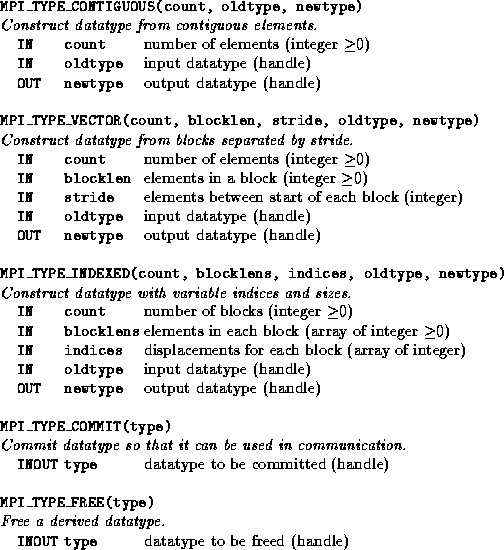 MPI_TYPE_CONTIGUOUS(count, oldtype, newtype)
Construct datatype from contiguous elements.
IN count number of elements (integer ≥0)
IN oldtype input datatype (handle)
OUT newtype output datatype (handle)
MPI_TYPE_VECTOR(count, blocklen, stride, oldtype, newtype)
Construct datatype from blocks separated by stride.
IN count number of elements (integer ≥0)
IN blocklen elements in a block (integer ≥0)
IN stride elements between start of each block (integer)
IN oldtype input datatype (handle)
OUT newtype output datatype (handle)
MPI_TYPE_INDEXED(count, blocklens, indices, oldtype, newtype)
Construct datatype with variable indices and sizes.
IN count number of blocks (integer ≥0)
IN blocklens elements in each block (array of integer ≥0)
IN indices displacements for each block (array of integer)
IN oldtype input datatype (handle)
OUT newtype output datatype (handle)
MPI_TYPE_COMMIT(type)
Commit datatype so that it can be used in communication.
INOUT type datatype to be committed (handle)
MPI_TYPE_FREE(type)
Free a derived datatype.
INOUT type datatype to be freed (handle)